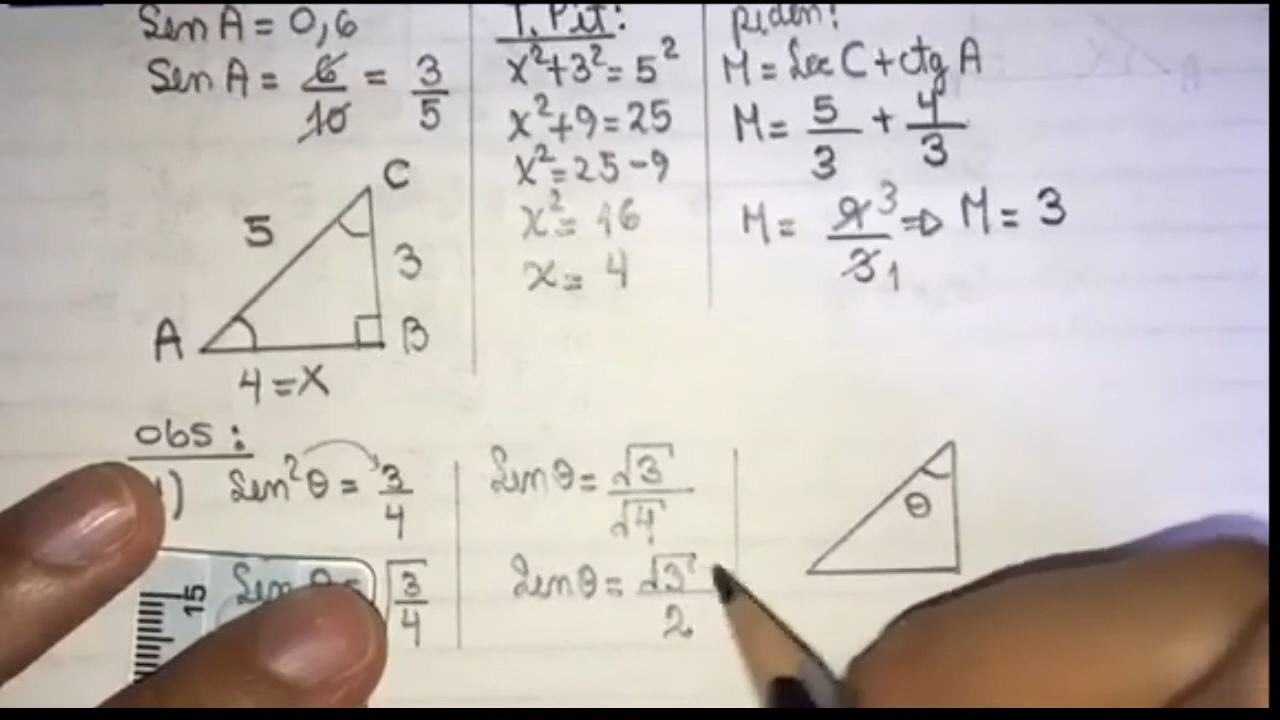 Sen A = 0,6
Sen A = 6/10 = 3/5
C
5
3
A
B
4 = x
T. Pit:
x² + 3² = 5²
x² + 9 = 25
x² = 25 - 9
x² = 16
x = 4
Piden:
M = Sec C + ctg A
M = 5/3 + 4/3
M = 9/3 3/1 ⇒ M = 3
obs:
Sen²θ = 3/4
√3/4
15
Senθ = √3/√4
Senθ = √3/2
θ